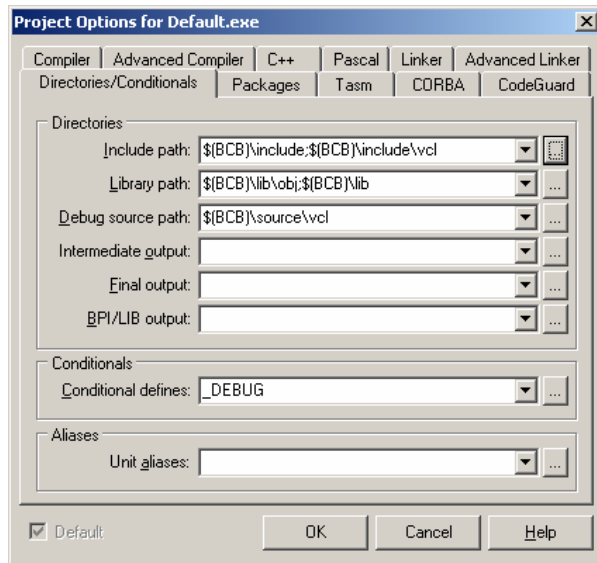 Project Options for Default.exe
Compiler Advanced Compiler C++ Pascal Linker Advanced Linker
Directories/Conditionals Packages Tasm CORBA CodeGuard
Directories
Include path: $(BCB)\include;$(BCB)\include\vcl ...
Library path: $(BCB)\lib\obj;$(BCB)\lib ...
Debug source path: $(BCB)\source\vcl ...
Intermediate output: ...
Final output: ...
BPI/LIB output: ...
Conditionals
Conditional defines: _DEBUG ...
Aliases
Unit aliases: ...
Default OK Cancel Help